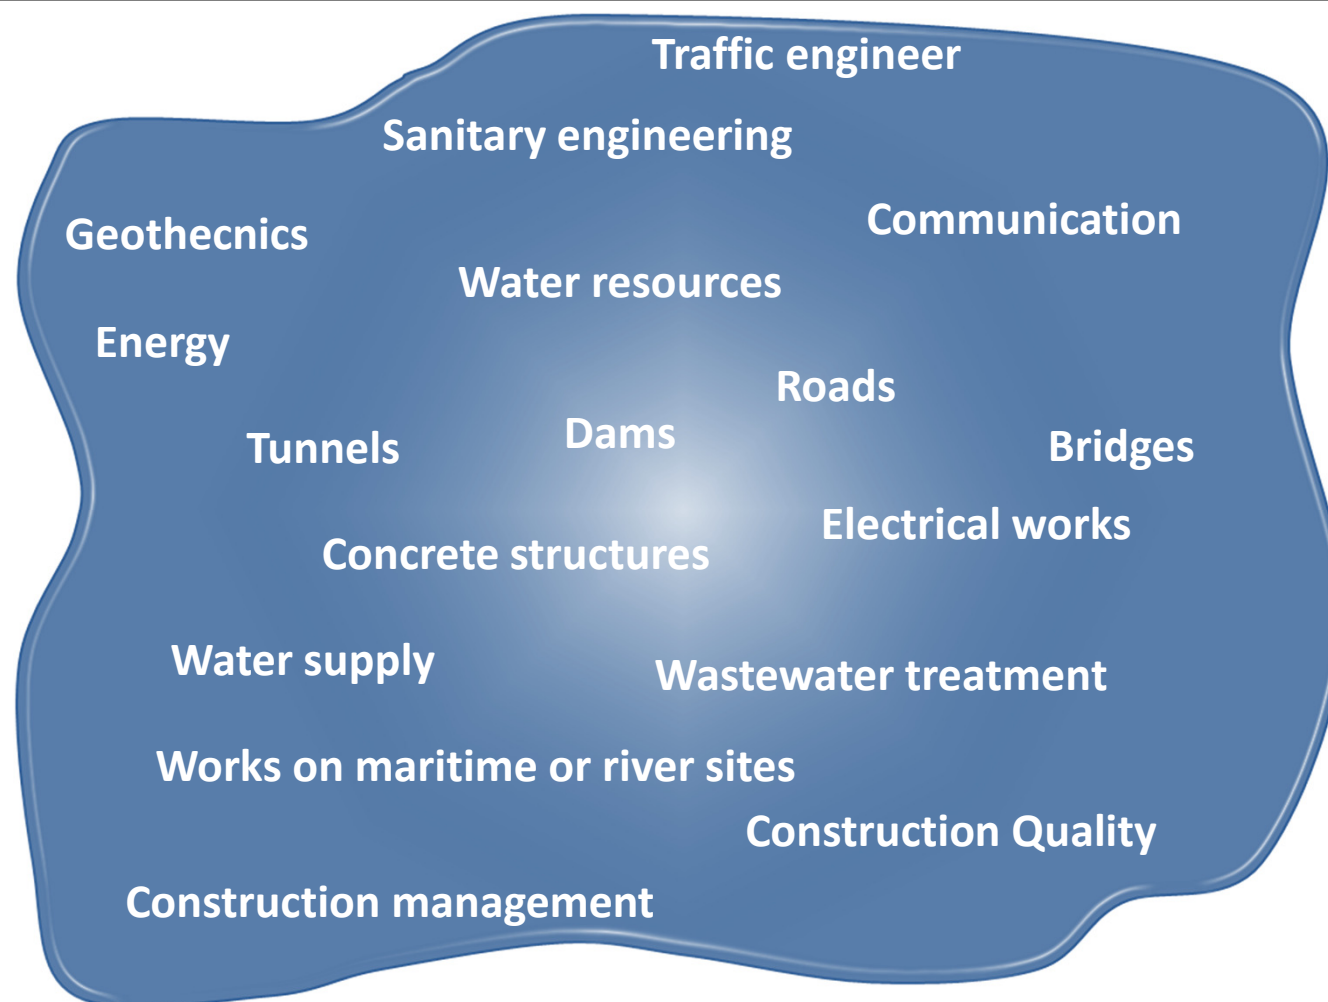 Traffic engineer
Sanitary engineering
Communication
Geothecnics
Water resources
Energy
Roads
Dams
Tunnels
Bridges
Electrical works
Concrete structures
Water supply
Wastewater treatment
Works on maritime or river sites
Construction Quality
Construction management